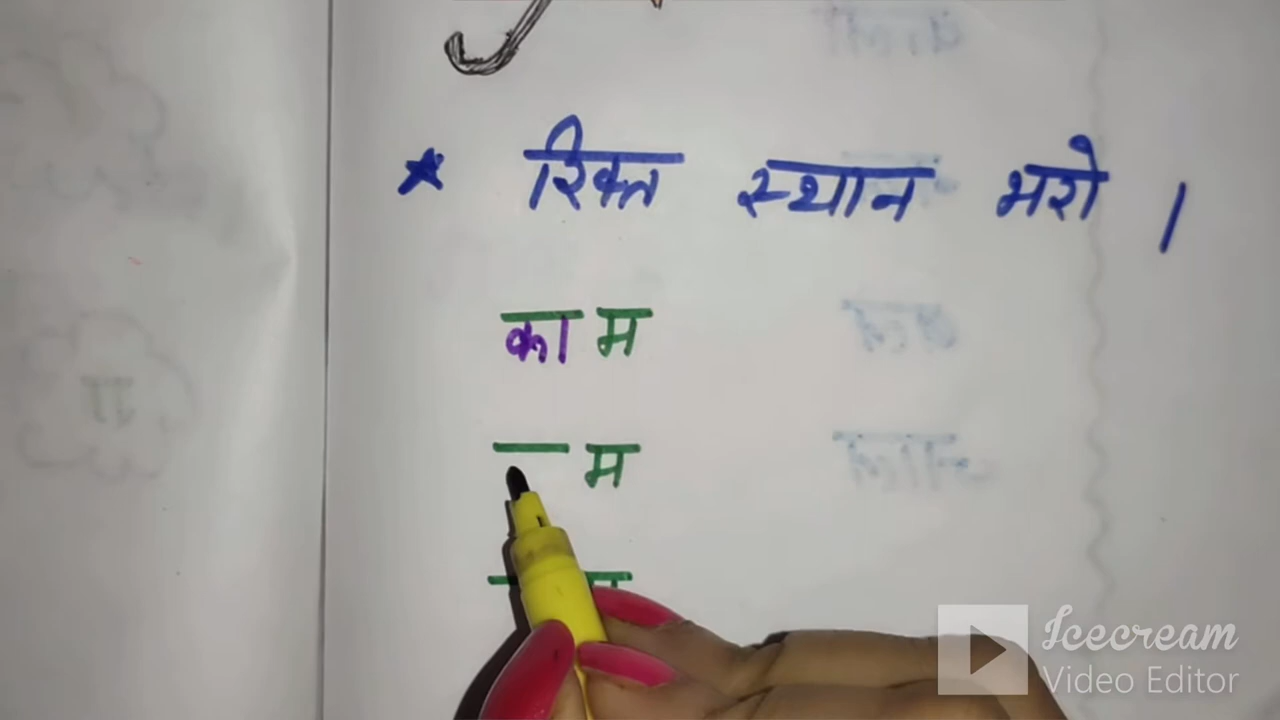 ★ रिक्त स्थान भरो ।
काम
_ म
Icecream
Video Editor